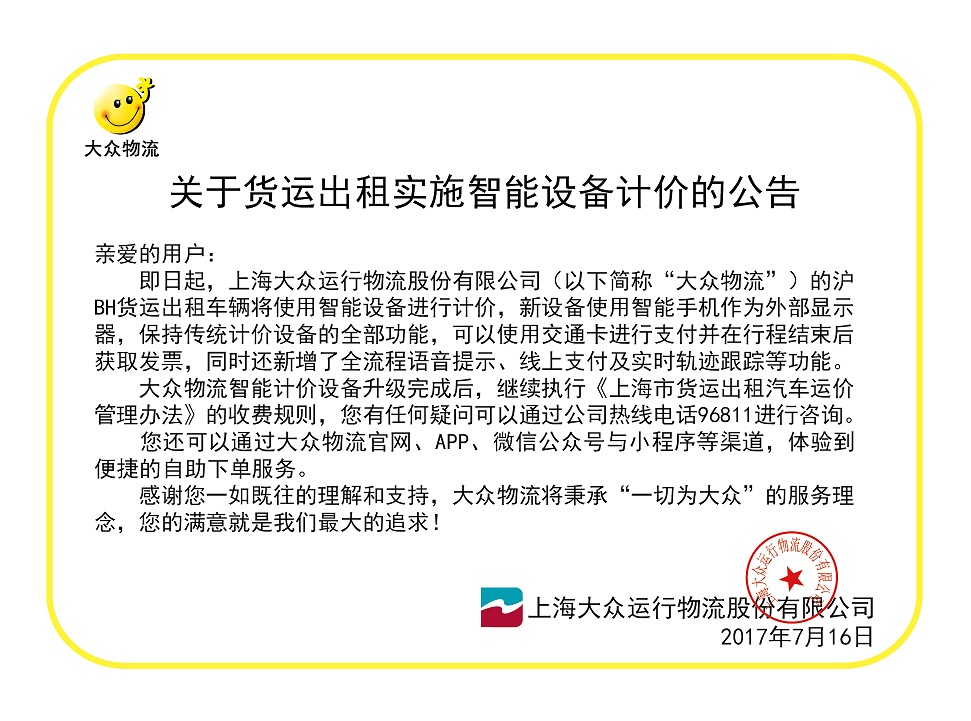 大众物流
关于货运出租实施智能设备计价的公告
亲爱的用户：
即日起，上海大众运行物流股份有限公司（以下简称“大众物流”）的沪
BH货运出租车辆将使用智能设备进行计价，新设备使用智能手机作为外部显示
器，保持传统计价设备的全部功能，可以使用交通卡进行支付并在行程结束后
获取发票，同时还新增了全流程语音提示、线上支付及实时轨迹跟踪等功能。
大众物流智能计价设备升级完成后，继续执行《上海市货运出租汽车运价
管理办法》的收费规则，您有任何疑问可以通过公司热线电话96811进行咨询。
您还可以通过大众物流官网、APP、微信公众号与小程序等渠道，体验到
便捷的自助下单服务。
感谢您一如既往的理解和支持，大众物流将秉承“一切为大众”的服务理
念，您的满意就是我们最大的追求！
上海大众运行物流股份有限公司
上海大众运行物流股份有限公司
2017年7月16日